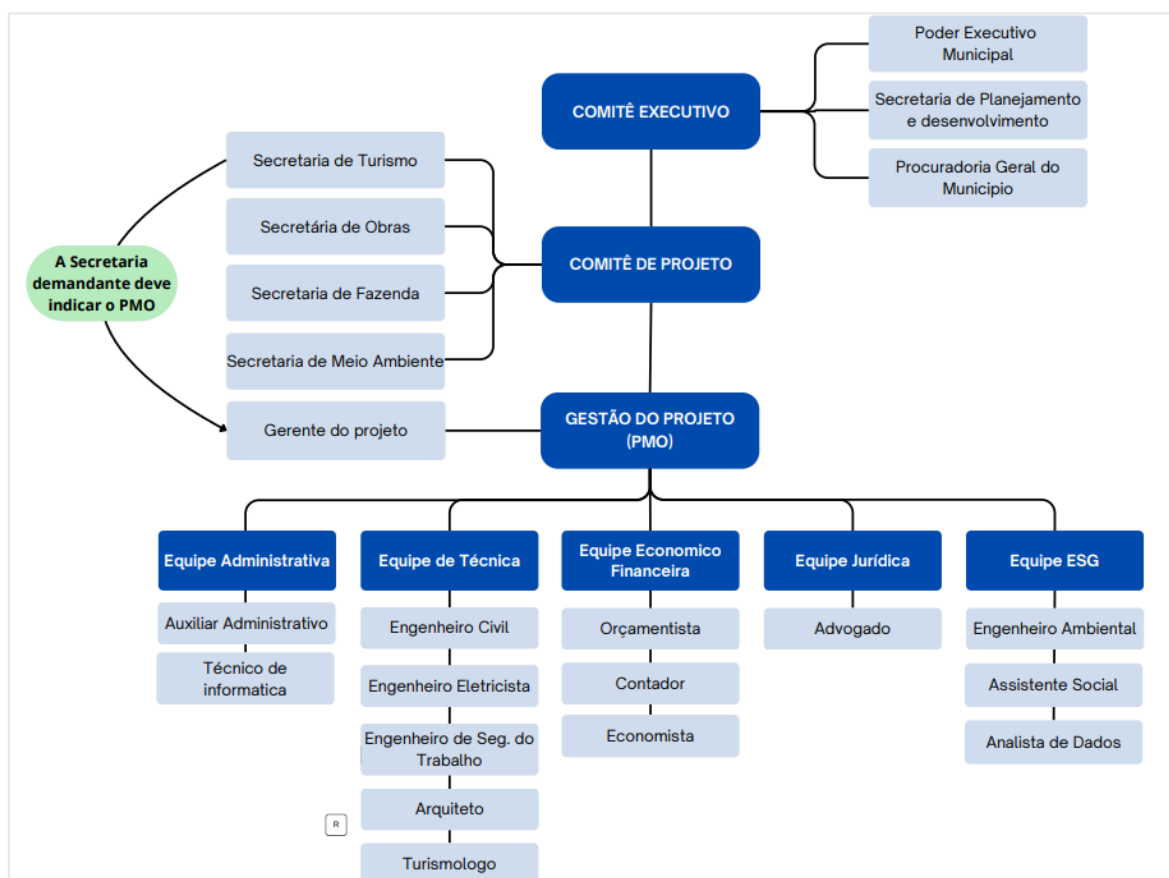 Poder Executivo
Municipal
COMITÊ EXECUTIVO
Secretaria de Planejamento
e desenvolvimento
Procuradoria Geral do
Municipio
Secretaria de Turismo
Secretária de Obras
A Secretaria
demandante deve
indicar o PMO
COMITÊ DE PROJETO
Secretaria de Fazenda
Secretaria de Meio Ambiente
Gerente do projeto
GESTÃO DO PROJETO
(PMO)
Equipe Administrativa
Auxiliar Administrativo
Técnico de
informatica
Equipe de Técnica
Engenheiro Civil
Engenheiro Eletricista
Engenheiro de Seg. do
Trabalho
Arquiteto
Turismologo
Equipe Economico
Financeira
Orçamentista
Contador
Economista
Equipe Jurídica
Advogado
Equipe ESG
Engenheiro Ambiental
Assistente Social
Analista de Dados
R